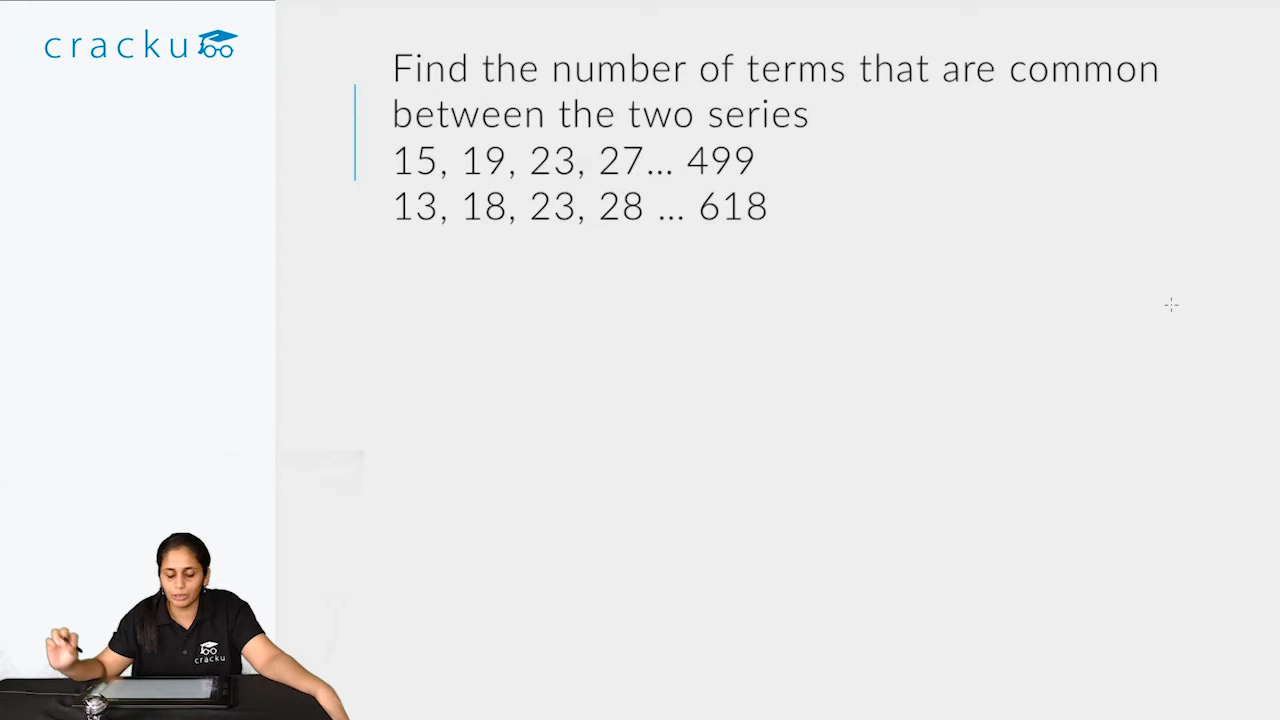 cracku
Find the number of terms that are common
between the two series
15, 19, 23, 27... 499
13, 18, 23, 28 ... 618
cracku